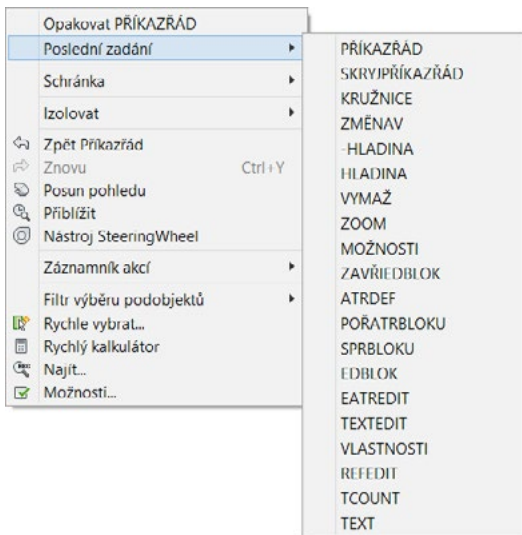 Opakovat PŘÍKAZŘÁD
Poslední zadání
Schránka
Izolovat
Zpět Příkazřád
Znovu Ctrl+Y
Posun pohledu
Přiblížit
Nástroj SteeringWheel
Záznamník akcí
Filtr výběru podobjektů
Rychle vybrat...
Rychlý kalkulátor
Najít...
Možnosti...
PŘÍKAZŘÁD
SKRYJPŘÍKAZŘÁD
KRUŽNICE
ZMĚNAV
-HLADINA
HLADINA
VYMAŽ
ZOOM
MOŽNOSTI
ZAVŘIEDBLOK
ATRDEF
POŘATRBLOKU
SPRBLOKU
EDBLOK
EATREDIT
TEXTEDIT
VLASTNOSTI
REFEDIT
TCOUNT
TEXT